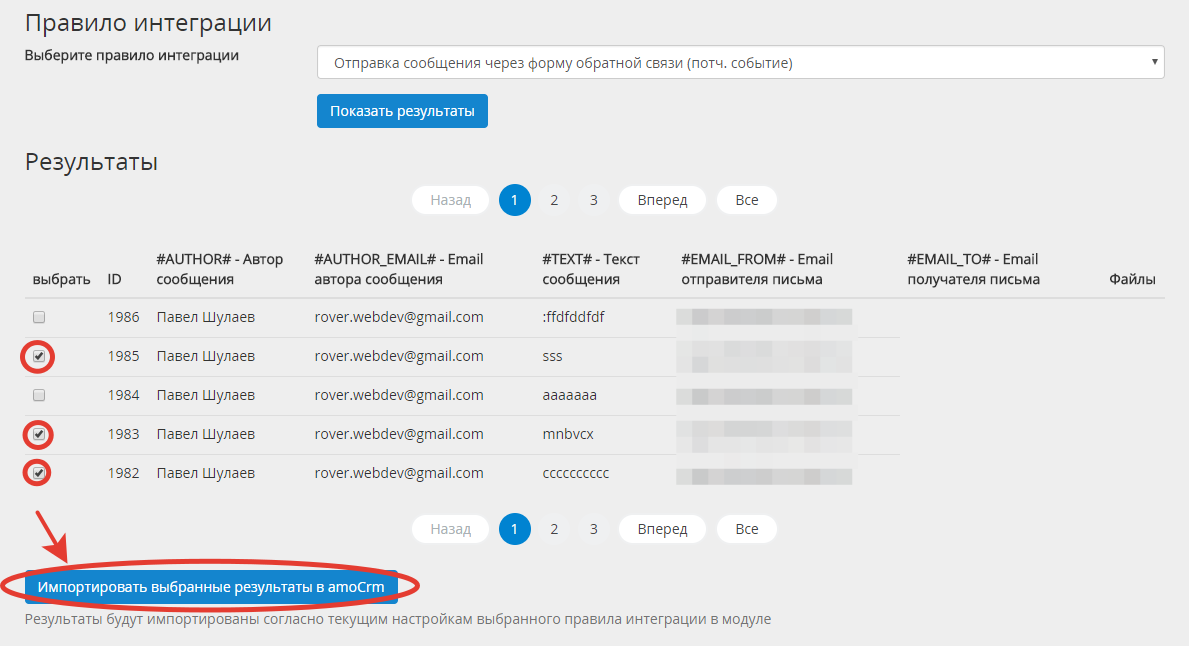 Правило интеграции
Выберите правило интеграции
Отправка сообщения через форму обратной связи (потч. событие)
Показать результаты
Результаты
Назад 1 2 3 Вперед Все
выбрать ID #AUTHOR# - Автор сообщения #AUTHOR_EMAIL# - Email автора сообщения #TEXT# - Текст сообщения #EMAIL_FROM# - Email отправителя письма #EMAIL_TO# - Email получателя письма Файлы
1986 Павел Шулаев rover.webdev@gmail.com :ffdfddfdf
1985 Павел Шулаев rover.webdev@gmail.com sss
1984 Павел Шулаев rover.webdev@gmail.com aaaaaaa
1983 Павел Шулаев rover.webdev@gmail.com mnbvcx
1982 Павел Шулаев rover.webdev@gmail.com cccccccccc
Назад 1 2 3 Вперед Все
Импортировать выбранные результаты в amoCrm
Результаты будут импортированы согласно текущим настройкам выбранного правила интеграции в модуле